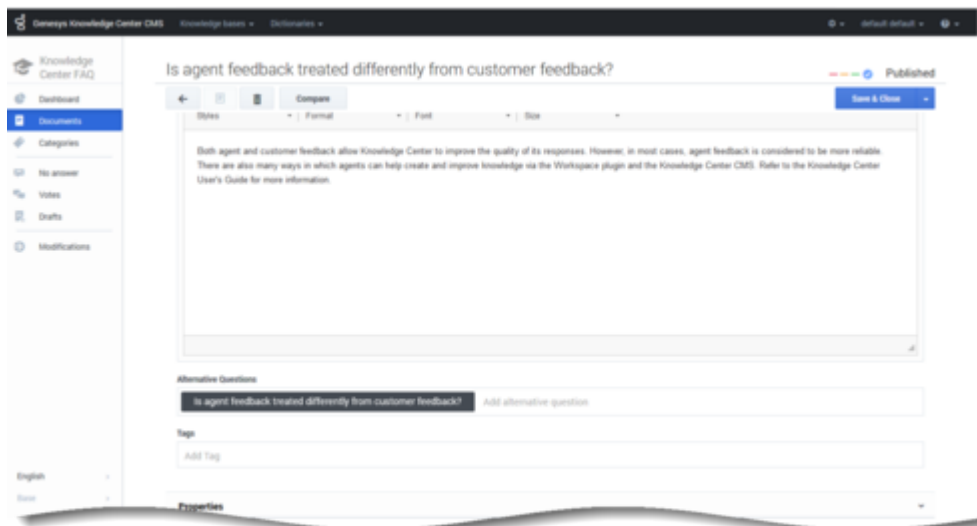 Genesys Knowledge Center CMS Knowledge bases Dictionaries default default
Knowledge
Center FAQ
Is agent feedback treated differently from customer feedback?
Published
Dashboard
Compare
Save & Close
Documents
Styles Format Font Size
Categories
No answer
Votes
Drafts
Modifications
Both agent and customer feedback allow Knowledge Center to improve the quality of its responses. However, in most cases, agent feedback is considered to be more reliable.
There are also many ways in which agents can help create and improve knowledge via the Workspace plugin and the Knowledge Center CMS. Refer to the Knowledge Center
User's Guide for more information.
Alternative Questions
Is agent feedback treated differently from customer feedback? Add alternative question
Tags
Add Tag
English
Base
Properties